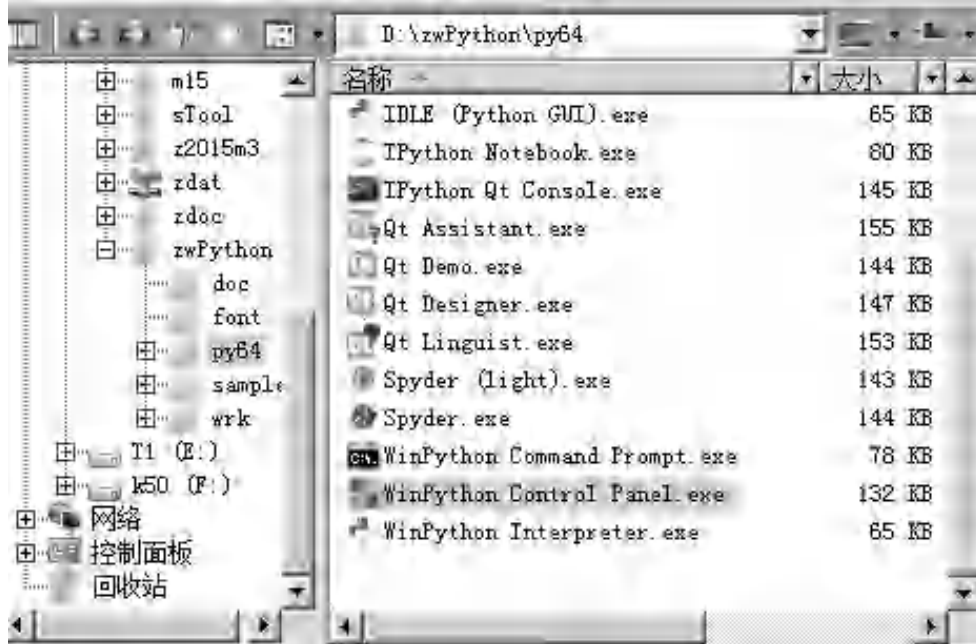 D:\zwPython\py64
m15
sTool
z2015m3
zdat
zdoc
zwPython
doc
font
py64
sample
wrk
T1 (E:)
k50 (F:)
网络
控制面板
回收站
名称 大小
IDLE (Python GUI).exe 65 KB
IPython Notebook.exe 80 KB
IPython Qt Console.exe 145 KB
Qt Assistant.exe 155 KB
Qt Demo.exe 144 KB
Qt Designer.exe 147 KB
Qt Linguist.exe 153 KB
Spyder (light).exe 143 KB
Spyder.exe 144 KB
WinPython Command Prompt.exe 78 KB
WinPython Control Panel.exe 132 KB
WinPython Interpreter.exe 65 KB